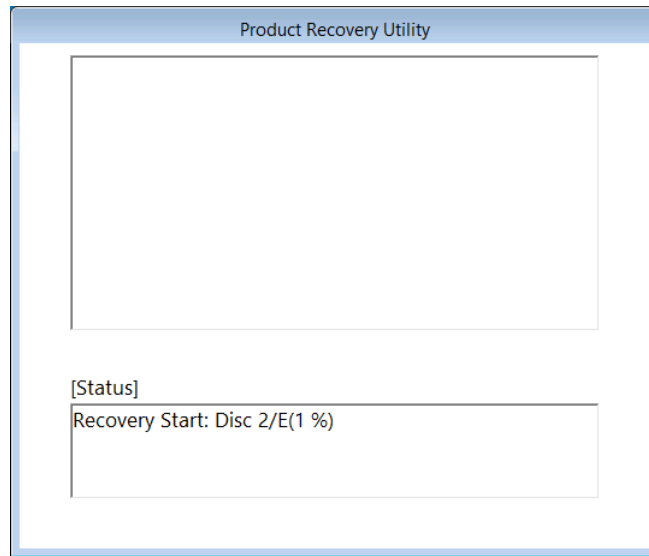 Product Recovery Utility
[Status]
Recovery Start: Disc 2/E(1 %)